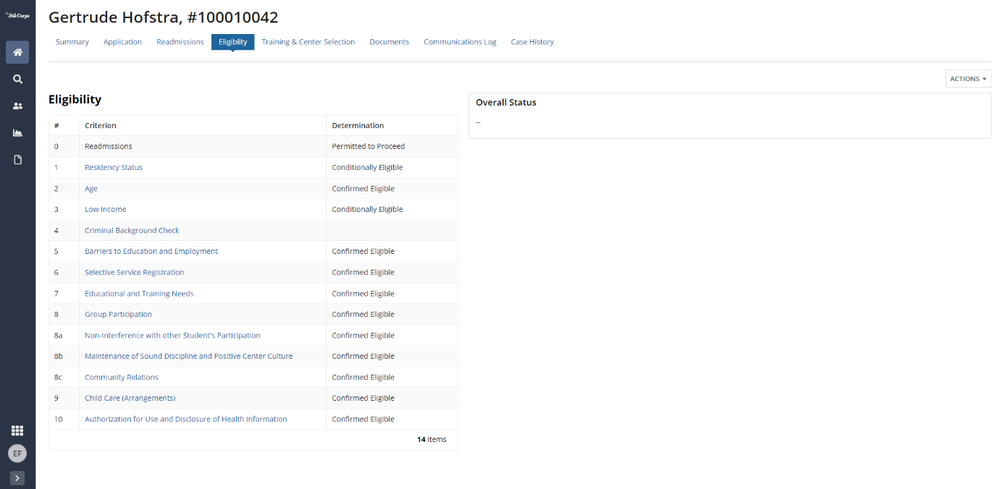 Job Corps
Gertrude Hofstra, #100010042
Summary Application Readmissions Eligiblity Training & Center Selection Documents Communications Log Case History
ACTIONS
Eligibility
# Criterion Determination
0 Readmissions Permitted to Proceed
1 Residency Status Conditionally Eligible
2 Age Confirmed Eligible
3 Low Income Conditionally Eligible
4 Criminal Background Check
5 Barriers to Education and Employment Confirmed Eligible
6 Selective Service Registration Confirmed Eligible
7 Educational and Training Needs Confirmed Eligible
8 Group Participation Confirmed Eligible
8a Non-Interference with other Student's Participation Confirmed Eligible
8b Maintenance of Sound Discipline and Positive Center Culture Confirmed Eligible
8c Community Relations Confirmed Eligible
9 Child Care (Arrangements) Confirmed Eligible
10 Authorization for Use and Disclosure of Health Information Confirmed Eligible
14 items
Overall Status
--
EF